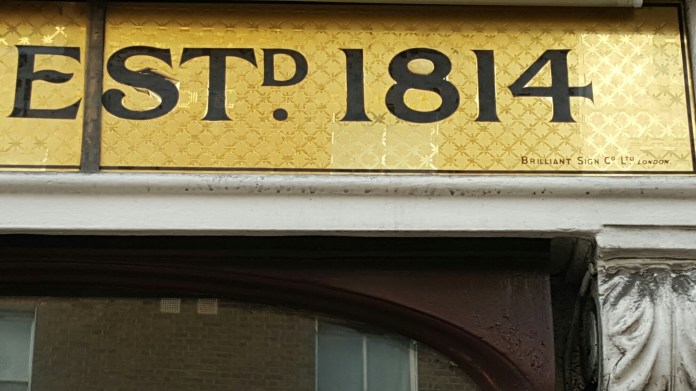 ESTD. 1814
BRILLIANT SIGN CO LTD LONDON.